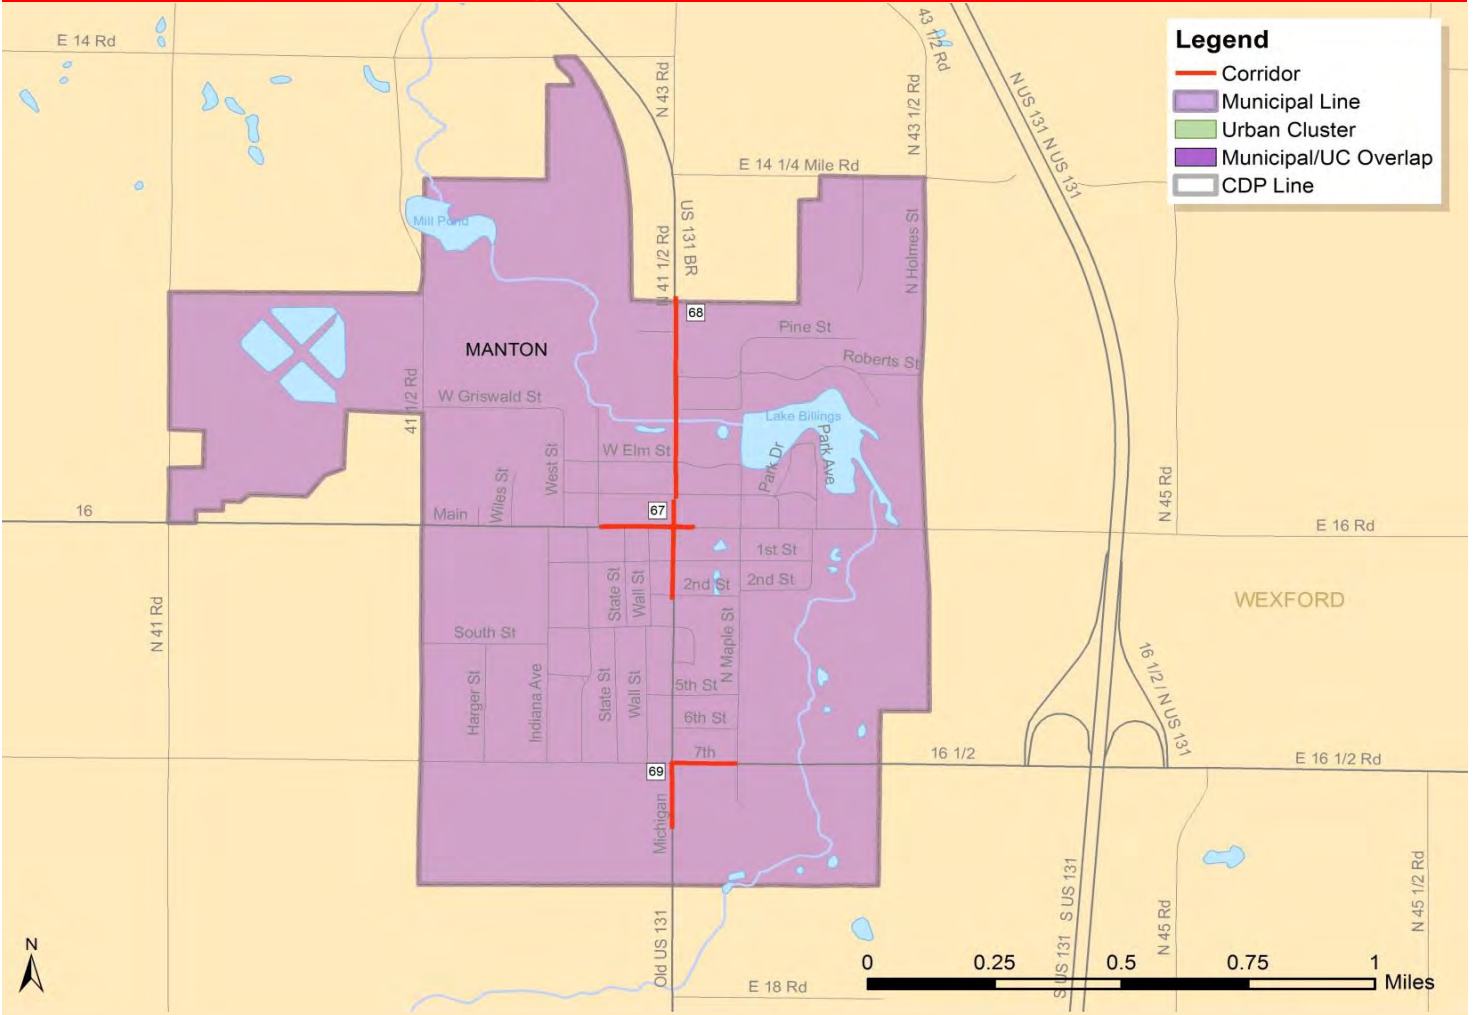 Legend
Corridor
Municipal Line
Urban Cluster
Municipal/UC Overlap
CDP Line
E 14 Rd
N 43 Rd
N 43 1/2 Rd
43 1/2 Rd
N US 131 N US 131
E 14 1/4 Mile Rd
Mill Pond
US 131 BR
N 41 1/2 Rd
N Holmes St
68
Pine St
MANTON
Roberts St
41 1/2 Rd
W Griswald St
Lake Billings
W Elm St
West St
Park Dr
Park Ave
Wiles St
N 45 Rd
16
Main
67
E 16 Rd
1st St
State St
Wall St
2nd St
2nd St
WEXFORD
N 41 Rd
South St
N Maple St
16 1/2 / N US 131
Harger St
Indiana Ave
State St
Wall St
5th St
6th St
7th
16 1/2
E 16 1/2 Rd
69
Michigan
S US 131
S US 131
N 45 Rd
N 45 1/2 Rd
Old US 131
E 18 Rd
N
0 0.25 0.5 0.75 1
Miles